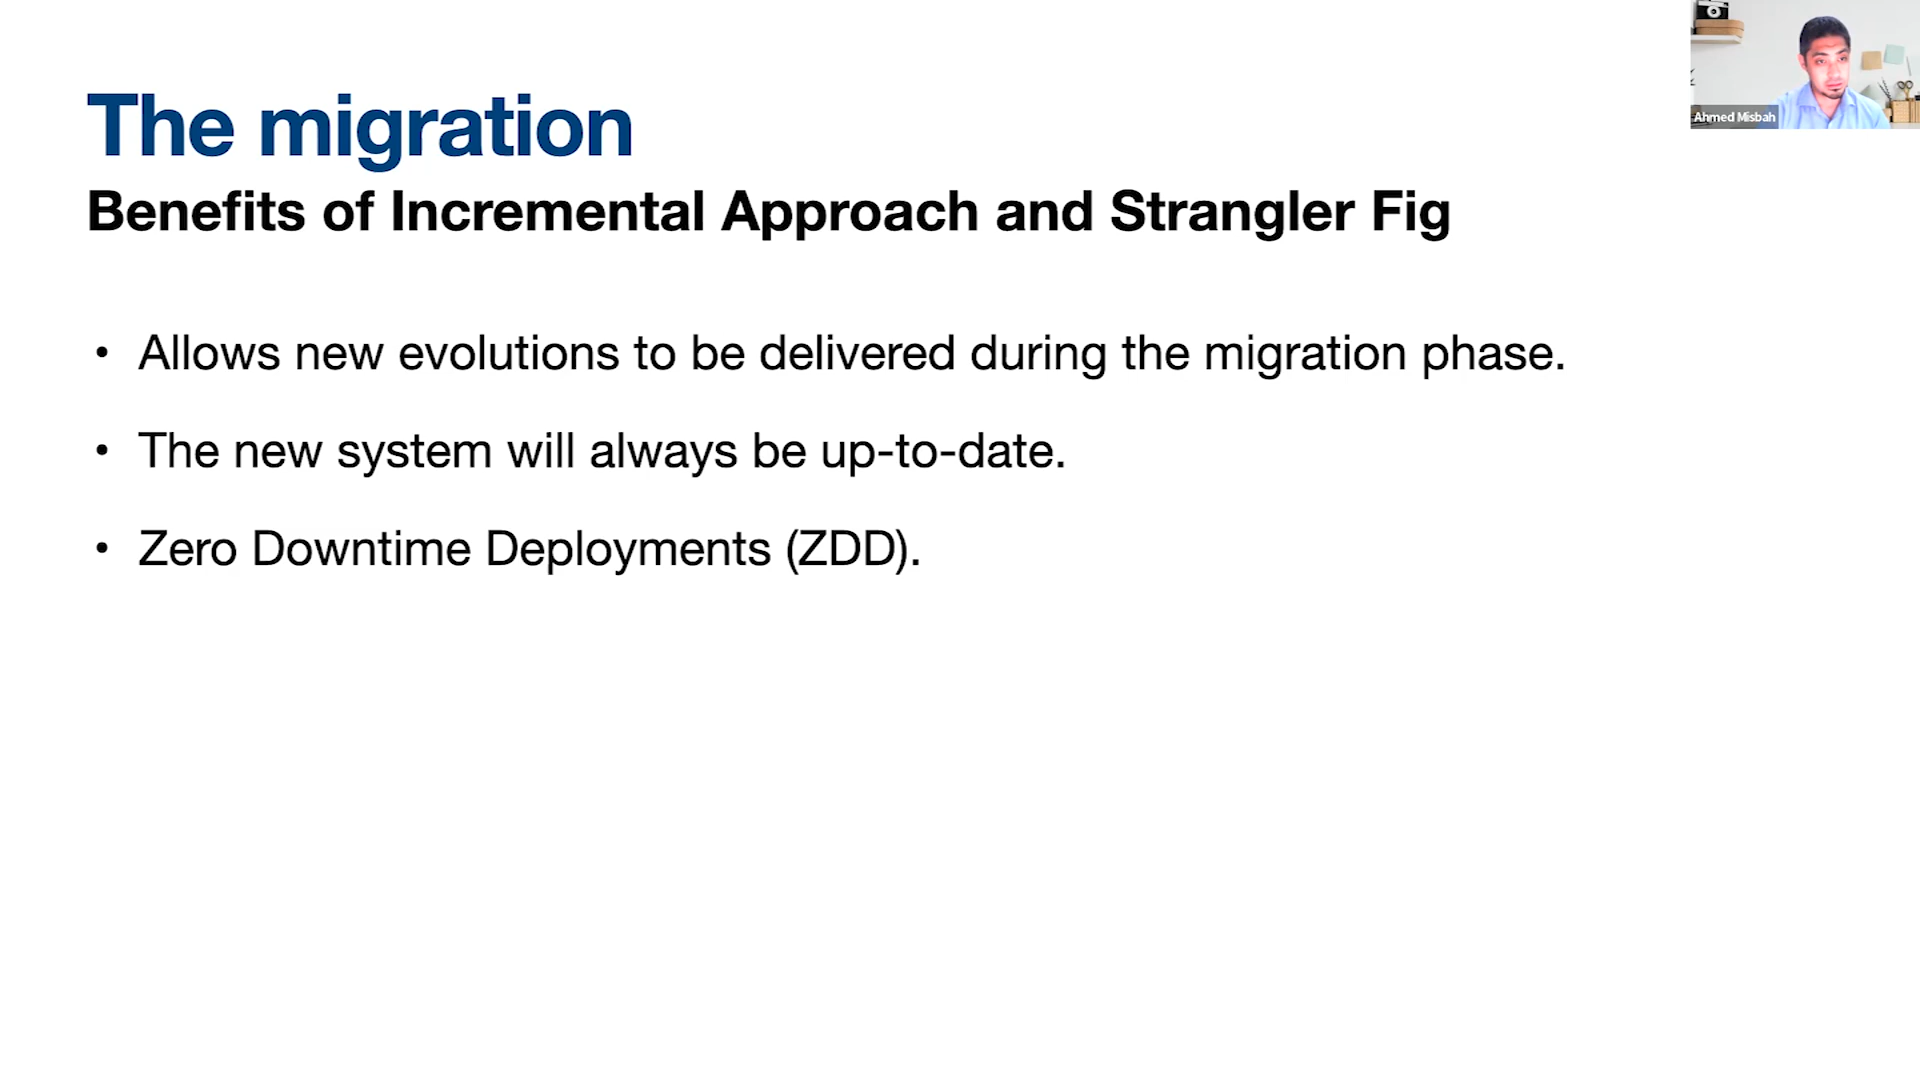 The migration
Benefits of Incremental Approach and Strangler Fig
• Allows new evolutions to be delivered during the migration phase.
• The new system will always be up-to-date.
• Zero Downtime Deployments (ZDD).
Ahmed Misbah